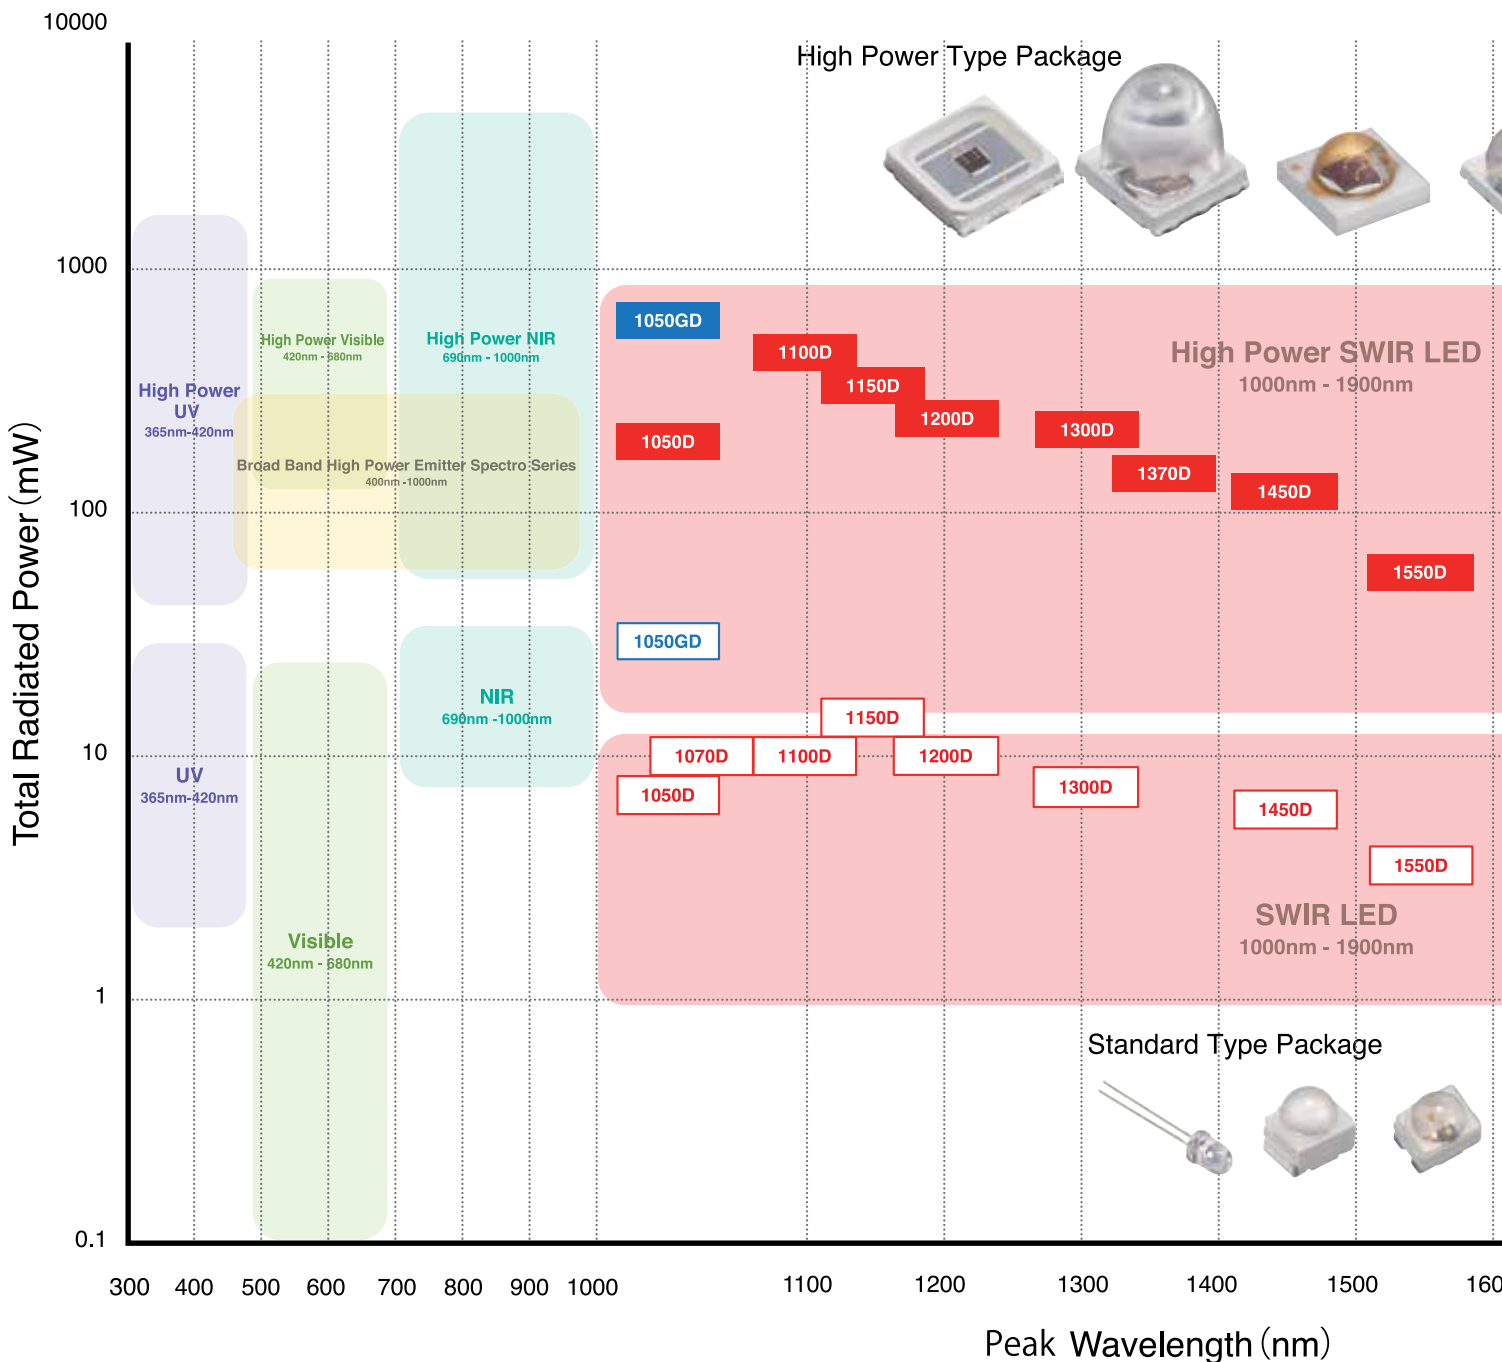 10000
High Power Type Package
1000
1050GD
High Power Visible
420nm - 680nm
High Power NIR
690nm - 1000nm
1100D
High Power SWIR LED
1000nm - 1900nm
1150D
High Power
UV
365nm-420nm
1200D
1300D
1050D
Broad Band High Power Emitter Spectro Series
400nm -1000nm
1370D
1450D
100
1550D
1050GD
NIR
690nm -1000nm
1150D
10
1070D
1100D
1200D
UV
365nm-420nm
1050D
1300D
1450D
1550D
SWIR LED
1000nm - 1900nm
Visible
420nm - 680nm
1
Standard Type Package
0.1
Total Radiated Power (mW)
300 400 500 600 700 800 900 1000 1100 1200 1300 1400 1500 160
Peak Wavelength (nm)